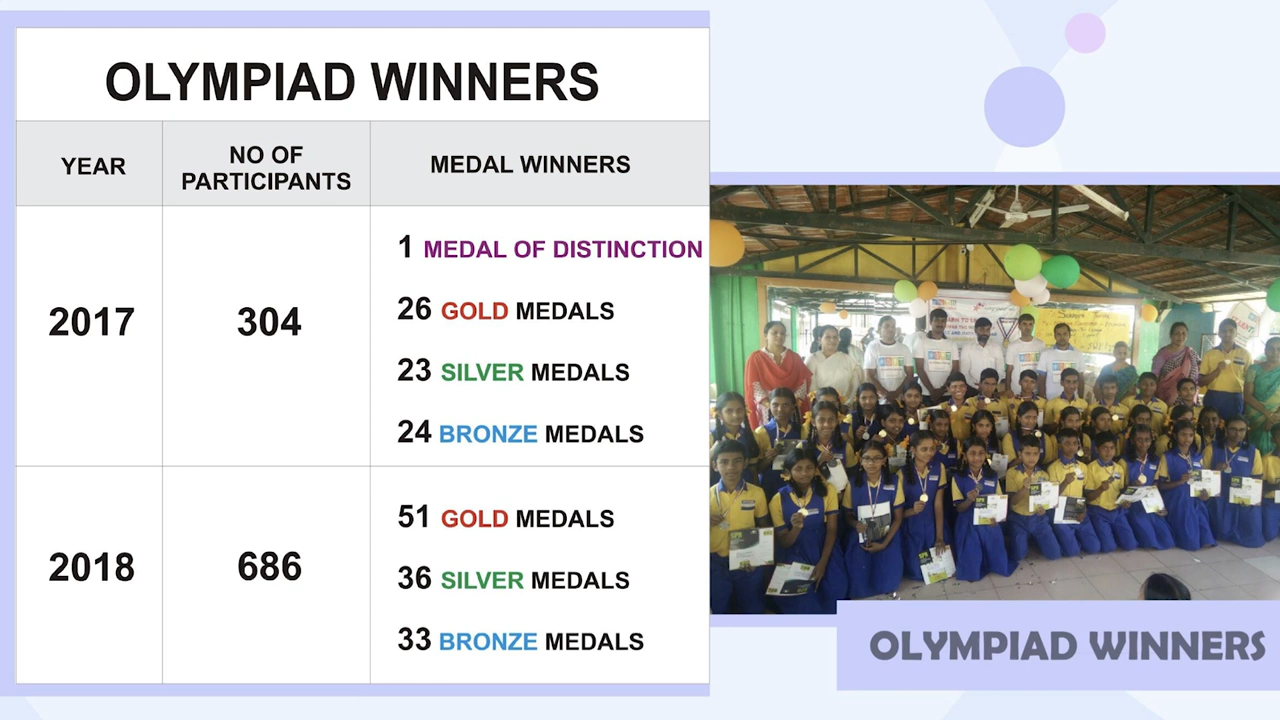 OLYMPIAD WINNERS
YEAR
NO OF
PARTICIPANTS
MEDAL WINNERS
2017
304
1 MEDAL OF DISTINCTION
26 GOLD MEDALS
23 SILVER MEDALS
24 BRONZE MEDALS
2018
686
51 GOLD MEDALS
36 SILVER MEDALS
33 BRONZE MEDALS
OLYMPIAD WINNERS